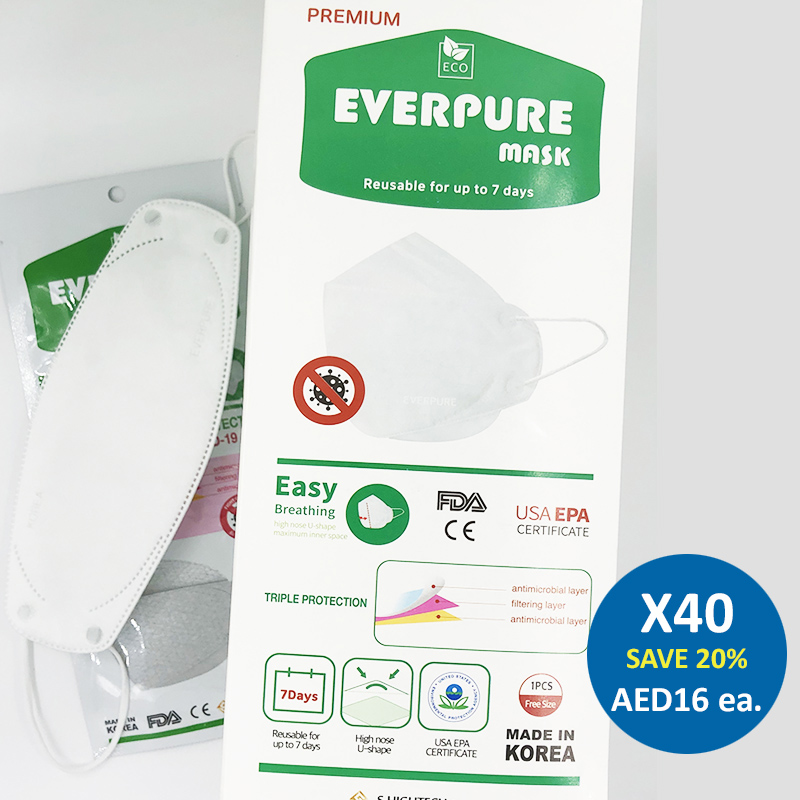 PREMIUM
ECO
EVERPURE
MASK
Reusable for up to 7 days
EVERPURE
Easy
Breathing
high nose U-shape
maximum inner space
FDA
CE
USA EPA
CERTIFICATE
TRIPLE PROTECTION
antimicrobial layer
filtering layer
antimicrobial layer
7Days
Reusable for
up to 7 days
High nose
U-shape
USA EPA
CERTIFICATE
1PCS
Free Size
MADE IN
KOREA
MADE IN
KOREA
FDA CE
X40
SAVE 20%
AED16 ea.